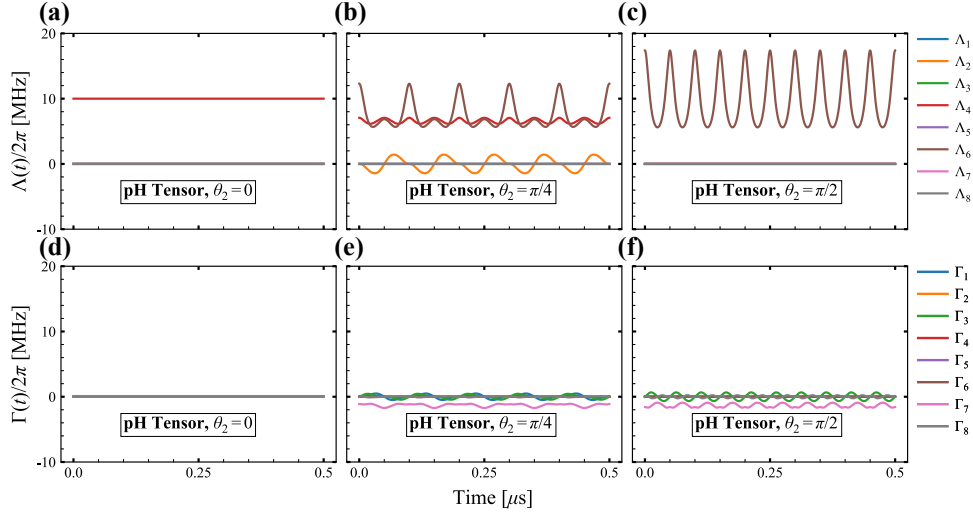 (a)
(b)
(c)
20
10
0
-10
Λ(t)/2π [MHz]
pH Tensor, θ₂ = 0
pH Tensor, θ₂ = π/4
pH Tensor, θ₂ = π/2
Λ₁
Λ₂
Λ₃
Λ₄
Λ₅
Λ₆
Λ₇
Λ₈
(d)
(e)
(f)
20
10
0
-10
Γ(t)/2π [MHz]
pH Tensor, θ₂ = 0
pH Tensor, θ₂ = π/4
pH Tensor, θ₂ = π/2
Γ₁
Γ₂
Γ₃
Γ₄
Γ₅
Γ₆
Γ₇
Γ₈
0.0 0.25 0.5
0.0 0.25 0.5
0.0 0.25 0.5
Time [μs]